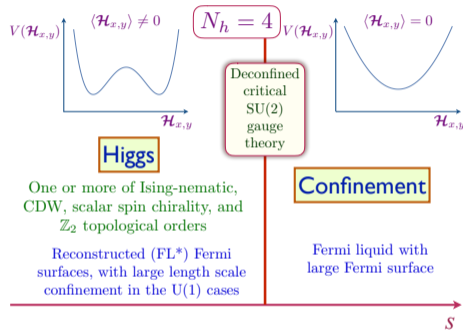 V(𝓗x,y) ⟨𝓗x,y⟩ ≠ 0
Nh = 4
V(𝓗x,y) ⟨𝓗x,y⟩ = 0
𝓗x,y
𝓗x,y
Deconfined
critical
SU(2)
gauge
theory
Higgs
One or more of Ising-nematic,
CDW, scalar spin chirality, and
ℤ2 topological orders
Reconstructed (FL*) Fermi
surfaces, with large length scale
confinement in the U(1) cases
Confinement
Fermi liquid with
large Fermi surface
s